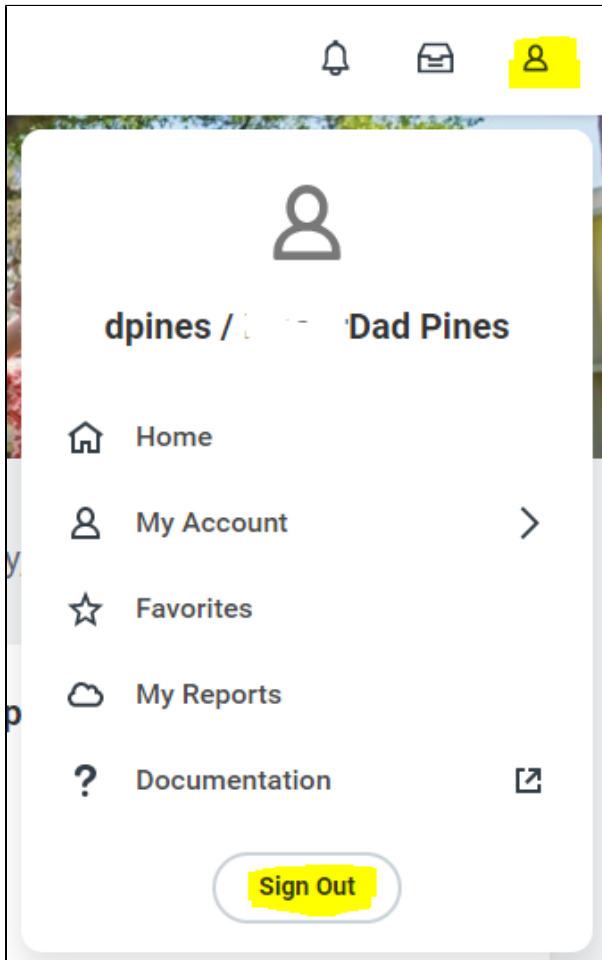 dpines / Dad Pines
Home
My Account
y
Favorites
p
My Reports
? Documentation
Sign Out